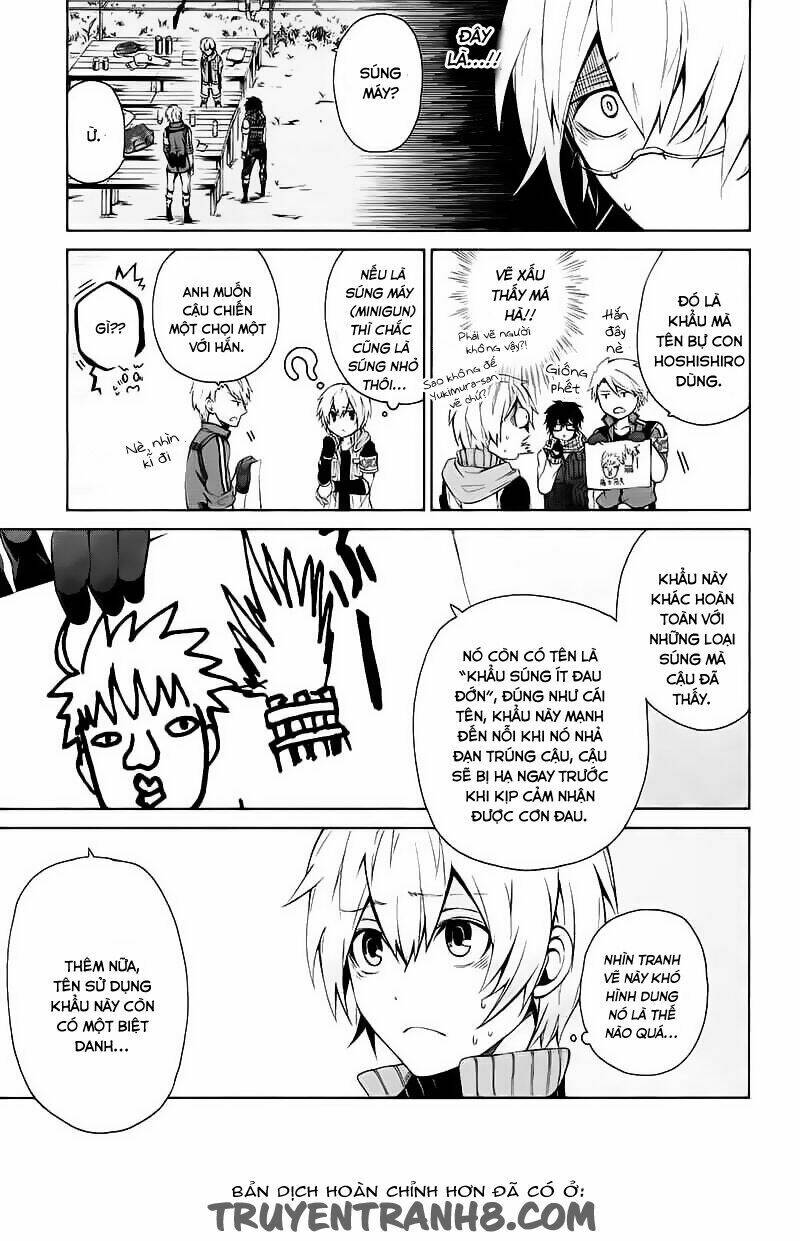 ĐÂY
LÀ...!!
SÚNG
MÁY?
Ừ.
ĐÓ LÀ
KHẨU MÀ
TÊN BỰ CON
HOSHISHIRO
DÙNG.
Hắn
đây
nè
VẼ XẤU
THẤY MÁ
HÀ!!
Giống
Phết
Phải vẽ người
không vậy?!
Sao không để
Yukimura-san
vẽ chứ?
NẾU LÀ
SÚNG MÁY
(MINIGUN)
THÌ CHẮC
CŨNG LÀ
SÚNG NHỎ
THÔI...
ANH MUỐN
CẬU CHIẾN
MỘT CHỌI MỘT
VỚI HẮN.
Nè, nhìn
kĩ đi
GÌ??
KHẨU NÀY
KHÁC HOÀN
TOÀN VỚI
NHỮNG LOẠI
SÚNG MÀ
CẬU ĐÃ
THẤY.
NÓ CÒN CÓ TÊN LÀ
"KHẨU SÚNG ÍT ĐAU
ĐỚN", ĐÚNG NHƯ CÁI
TÊN, KHẨU NÀY MẠNH
ĐẾN NỖI KHI NÓ NHẢ
ĐẠN TRÚNG CẬU, CẬU
SẼ BỊ HẠ NGAY TRƯỚC
KHI KỊP CẢM NHẬN
ĐƯỢC CƠN ĐAU.
NHÌN TRANH
VẼ NÀY KHÓ
HÌNH DUNG
NÓ LÀ THẾ
NÀO QUÁ...
THÊM NỮA,
TÊN SỬ DỤNG
KHẨU NÀY CÒN
CÓ MỘT BIỆT
DANH...
BẢN DỊCH HOÀN CHỈNH HƠN ĐÃ CÓ Ở:
TRUYENTRANH8.COM